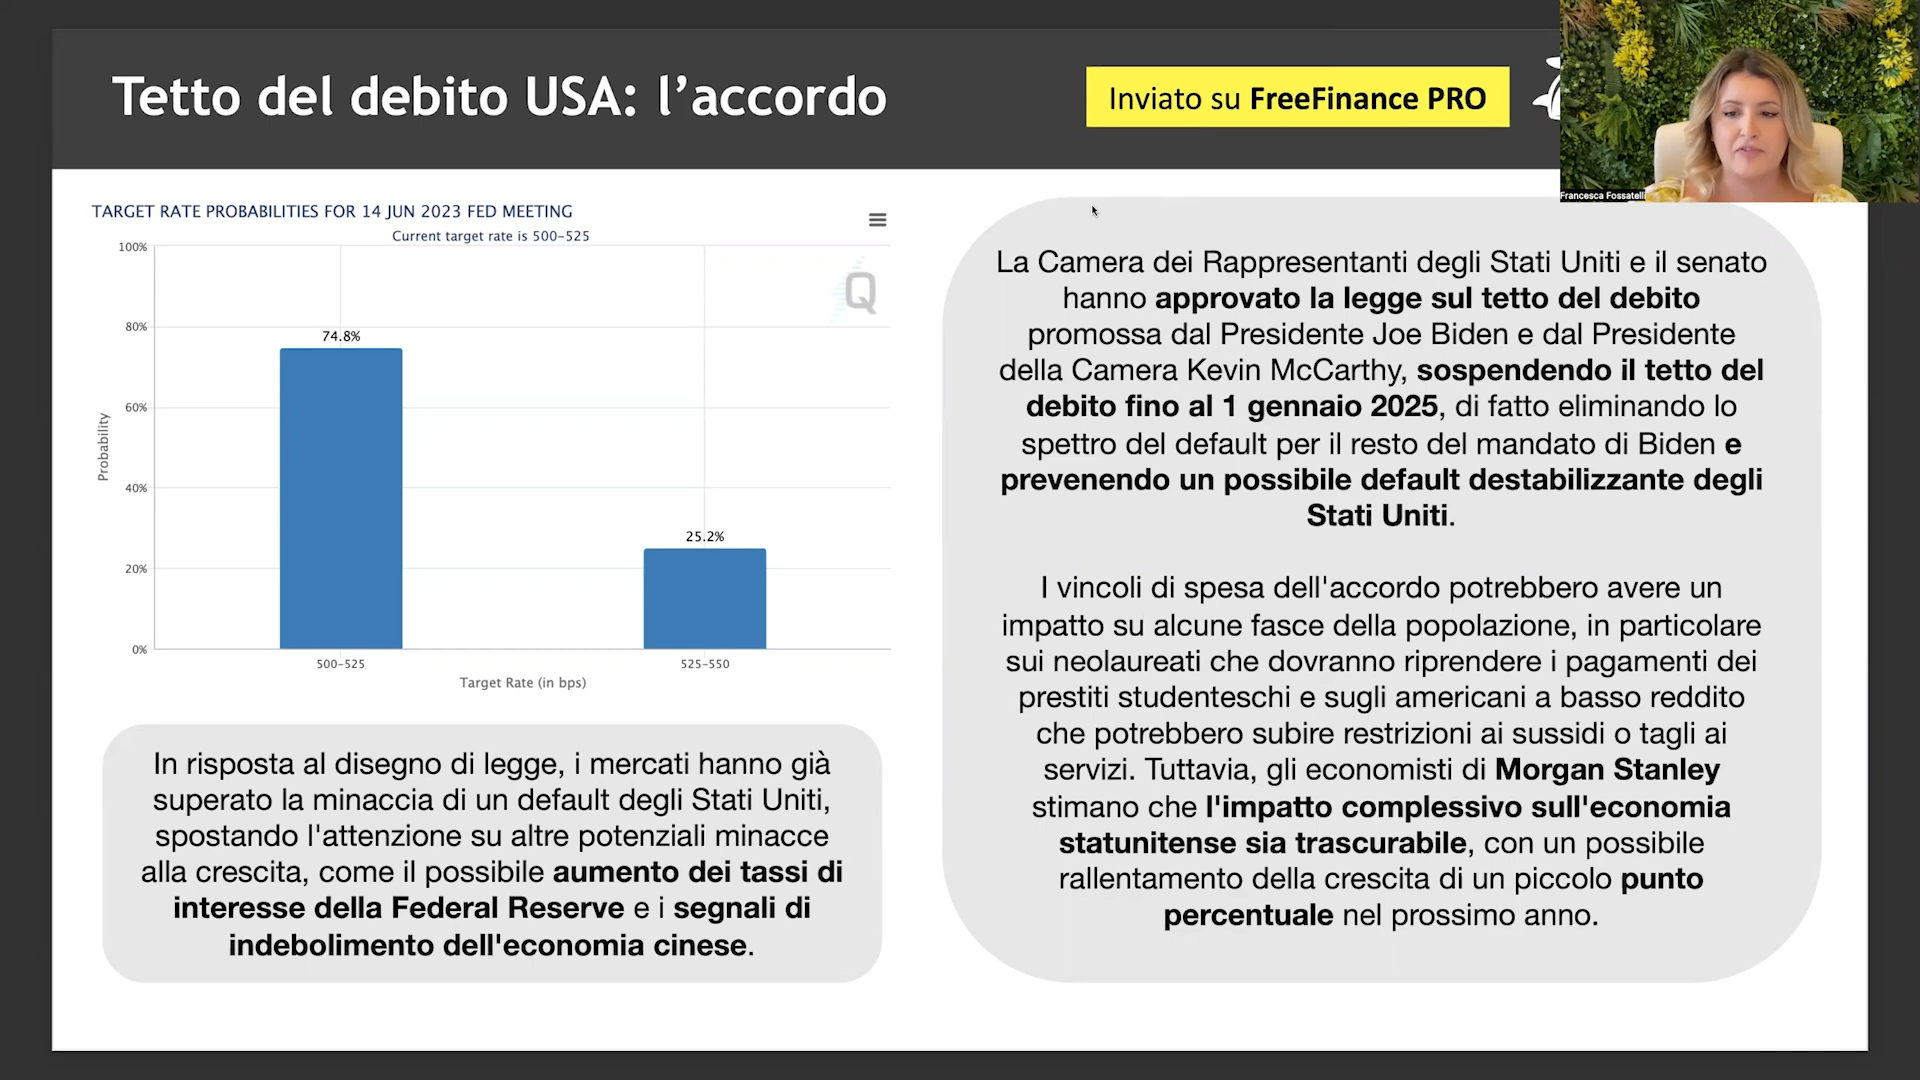 Tetto del debito USA: l’accordo
Inviato su FreeFinance PRO
Francesca Fossatelli
TARGET RATE PROBABILITIES FOR 14 JUN 2023 FED MEETING
Current target rate is 500–525
100%
80%
60%
40%
20%
0%
Probability
Q
74.8%
25.2%
500–525
525–550
Target Rate (in bps)
In risposta al disegno di legge, i mercati hanno già
superato la minaccia di un default degli Stati Uniti,
spostando l'attenzione su altre potenziali minacce
alla crescita, come il possibile aumento dei tassi di
interesse della Federal Reserve e i segnali di
indebolimento dell'economia cinese.
La Camera dei Rappresentanti degli Stati Uniti e il senato
hanno approvato la legge sul tetto del debito
promossa dal Presidente Joe Biden e dal Presidente
della Camera Kevin McCarthy, sospendendo il tetto del
debito fino al 1 gennaio 2025, di fatto eliminando lo
spettro del default per il resto del mandato di Biden e
prevenendo un possibile default destabilizzante degli
Stati Uniti.
I vincoli di spesa dell'accordo potrebbero avere un
impatto su alcune fasce della popolazione, in particolare
sui neolaureati che dovranno riprendere i pagamenti dei
prestiti studenteschi e sugli americani a basso reddito
che potrebbero subire restrizioni ai sussidi o tagli ai
servizi. Tuttavia, gli economisti di Morgan Stanley
stimano che l'impatto complessivo sull'economia
statunitense sia trascurabile, con un possibile
rallentamento della crescita di un piccolo punto
percentuale nel prossimo anno.